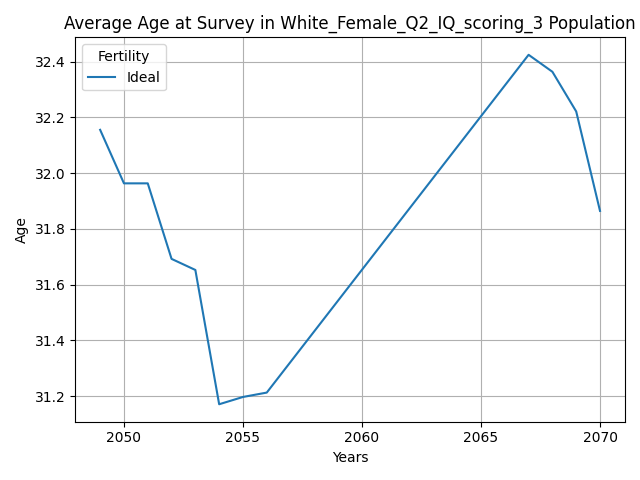 Average Age at Survey in White_Female_Q2_IQ_scoring_3 Population
Fertility
Ideal
32.4
32.2
32.0
31.8
31.6
31.4
31.2
Age
2050 2055 2060 2065 2070
Years